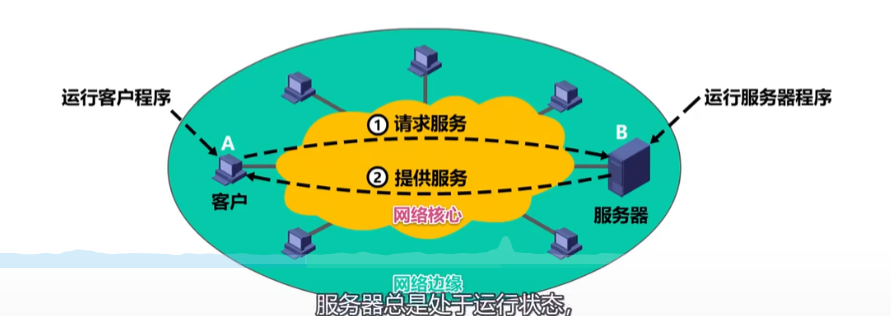 运行客户程序
运行服务器程序
① 请求服务
A
B
② 提供服务
客户
网络核心
服务器
网络边缘
服务器总是处于运行状态，